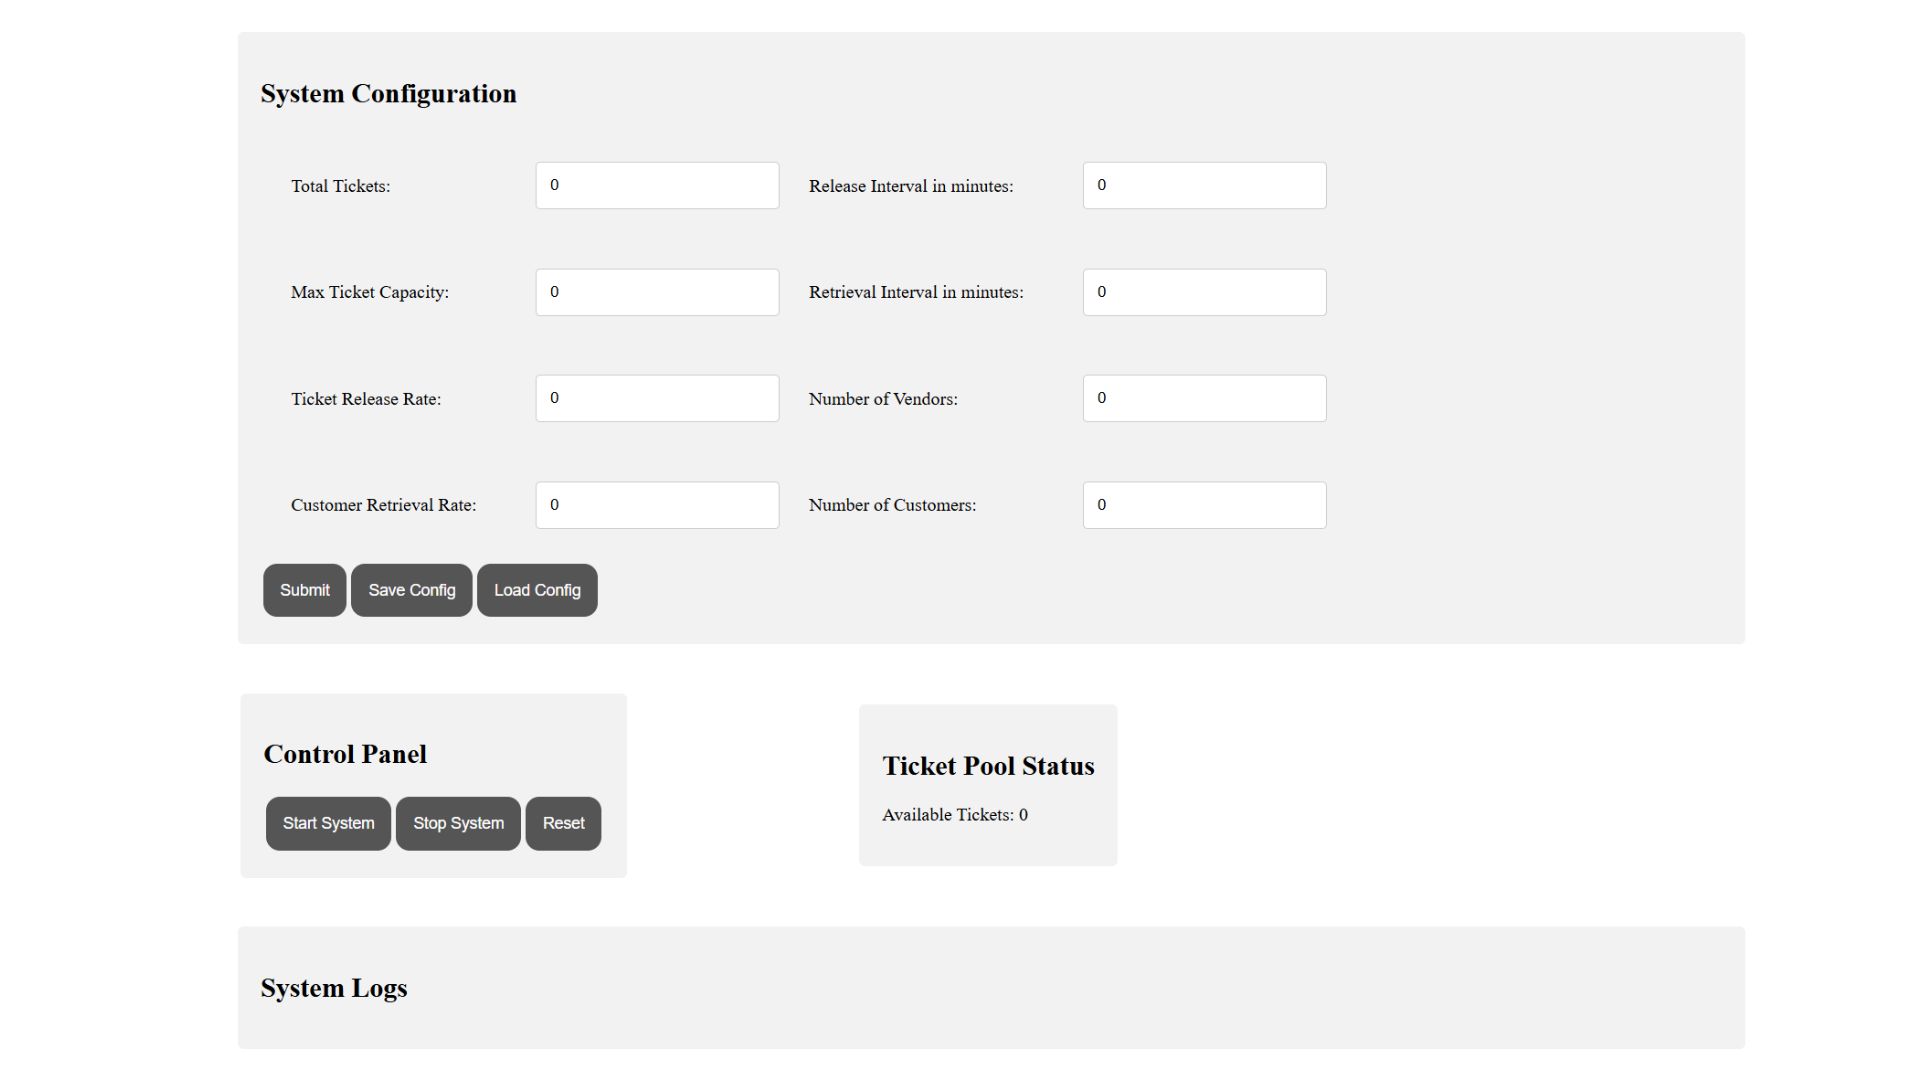 System Configuration
Total Tickets: 0 Release Interval in minutes: 0
Max Ticket Capacity: 0 Retrieval Interval in minutes: 0
Ticket Release Rate: 0 Number of Vendors: 0
Customer Retrieval Rate: 0 Number of Customers: 0
Submit Save Config Load Config
Control Panel
Start System Stop System Reset
Ticket Pool Status
Available Tickets: 0
System Logs